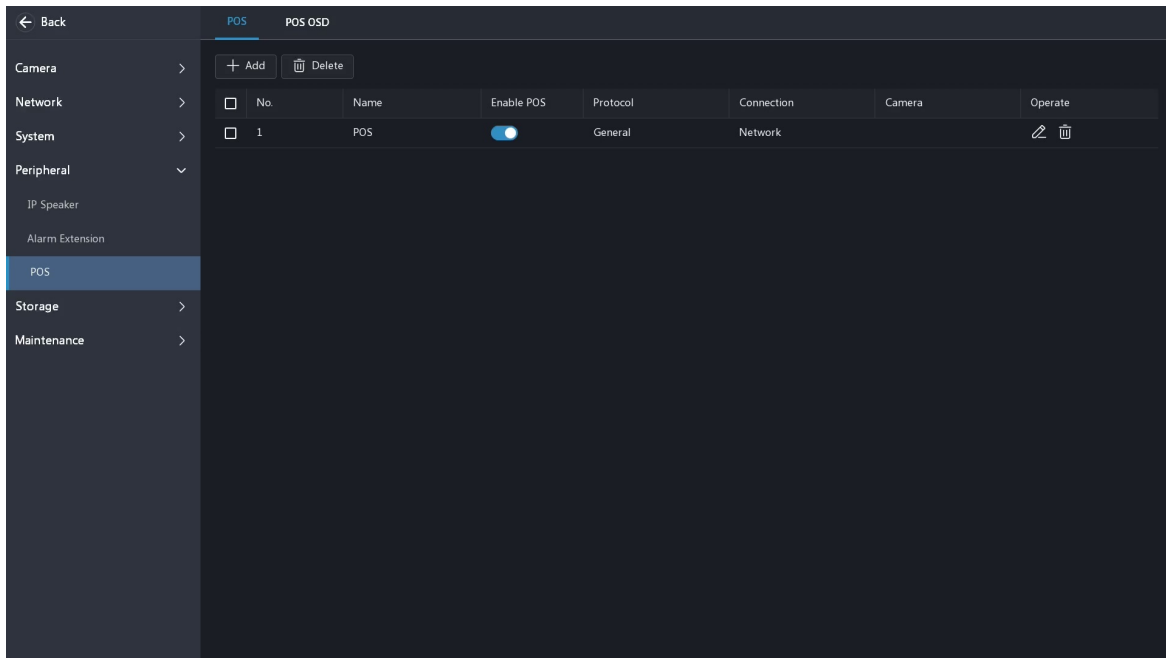 Back
POS POS OSD
Camera
Network
System
Peripheral
IP Speaker
Alarm Extension
POS
Storage
Maintenance
Add Delete
No. Name Enable POS Protocol Connection Camera Operate
1 POS General Network